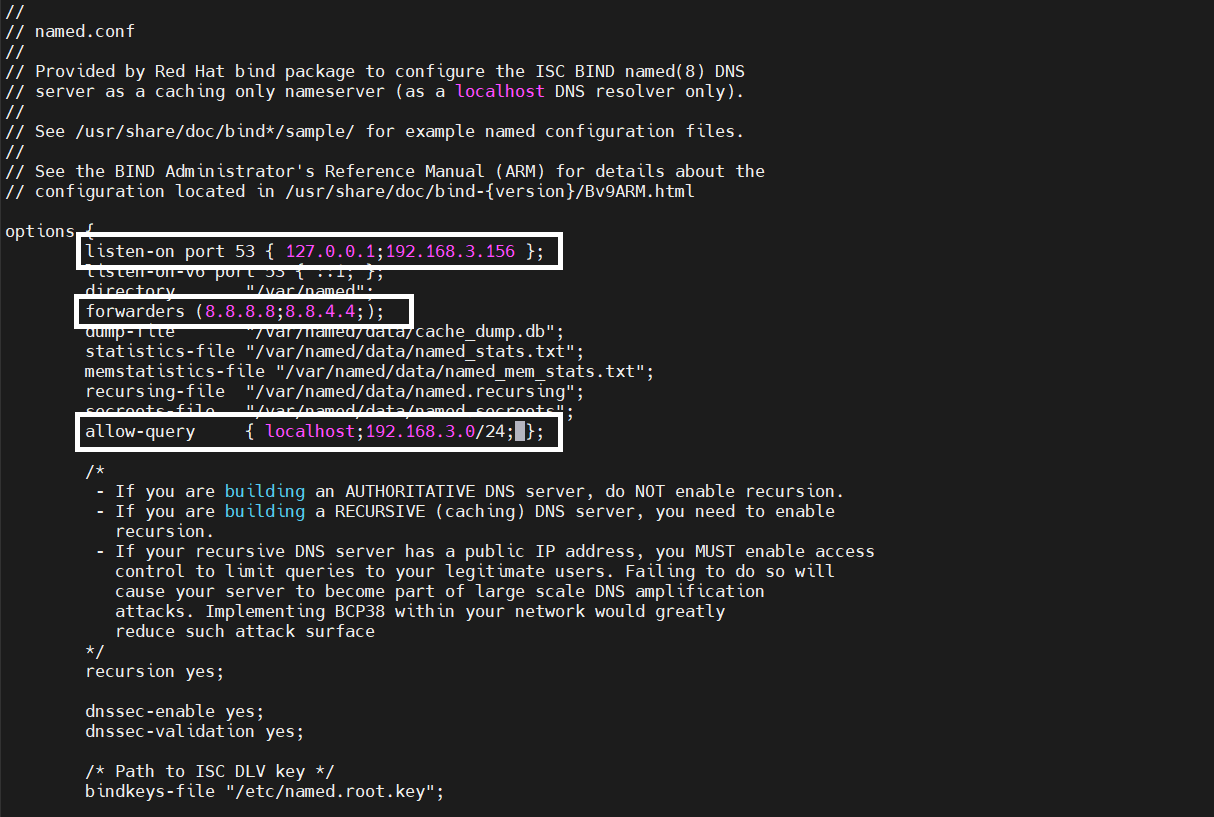 //
// named.conf
//
// Provided by Red Hat bind package to configure the ISC BIND named(8) DNS
// server as a caching only nameserver (as a localhost DNS resolver only).
//
// See /usr/share/doc/bind*/sample/ for example named configuration files.
//
// See the BIND Administrator's Reference Manual (ARM) for details about the
// configuration located in /usr/share/doc/bind-{version}/Bv9ARM.html
options {
listen-on port 53 { 127.0.0.1;192.168.3.156 };
listen-on-v6 port 53 { ::1; };
directory "/var/named";
forwarders (8.8.8.8;8.8.4.4;);
dump-file "/var/named/data/cache_dump.db";
statistics-file "/var/named/data/named_stats.txt";
memstatistics-file "/var/named/data/named_mem_stats.txt";
recursing-file "/var/named/data/named.recursing";
secroots-file "/var/named/data/named.secroots";
allow-query { localhost;192.168.3.0/24; };
/*
- If you are building an AUTHORITATIVE DNS server, do NOT enable recursion.
- If you are building a RECURSIVE (caching) DNS server, you need to enable
recursion.
- If your recursive DNS server has a public IP address, you MUST enable access
control to limit queries to your legitimate users. Failing to do so will
cause your server to become part of large scale DNS amplification
attacks. Implementing BCP38 within your network would greatly
reduce such attack surface
*/
recursion yes;
dnssec-enable yes;
dnssec-validation yes;
/* Path to ISC DLV key */
bindkeys-file "/etc/named.root.key";